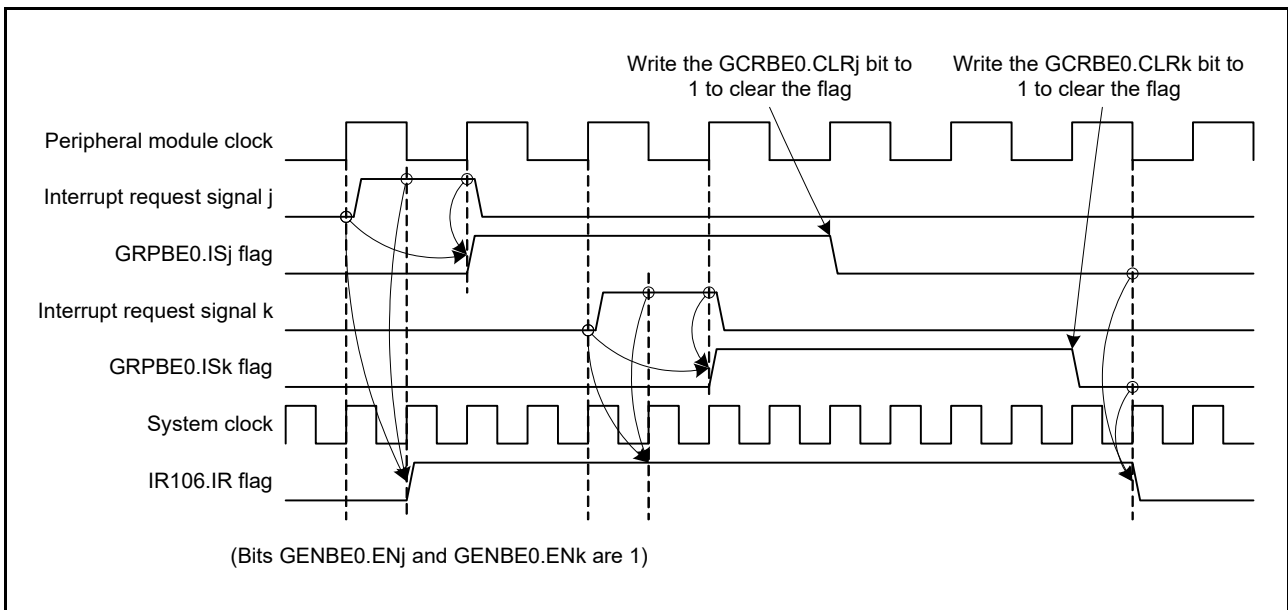 Write the GCRBE0.CLRj bit to
1 to clear the flag
Write the GCRBE0.CLRk bit to
1 to clear the flag
Peripheral module clock
Interrupt request signal j
GRPBE0.ISj flag
Interrupt request signal k
GRPBE0.ISk flag
System clock
IR106.IR flag
(Bits GENBE0.ENj and GENBE0.ENk are 1)